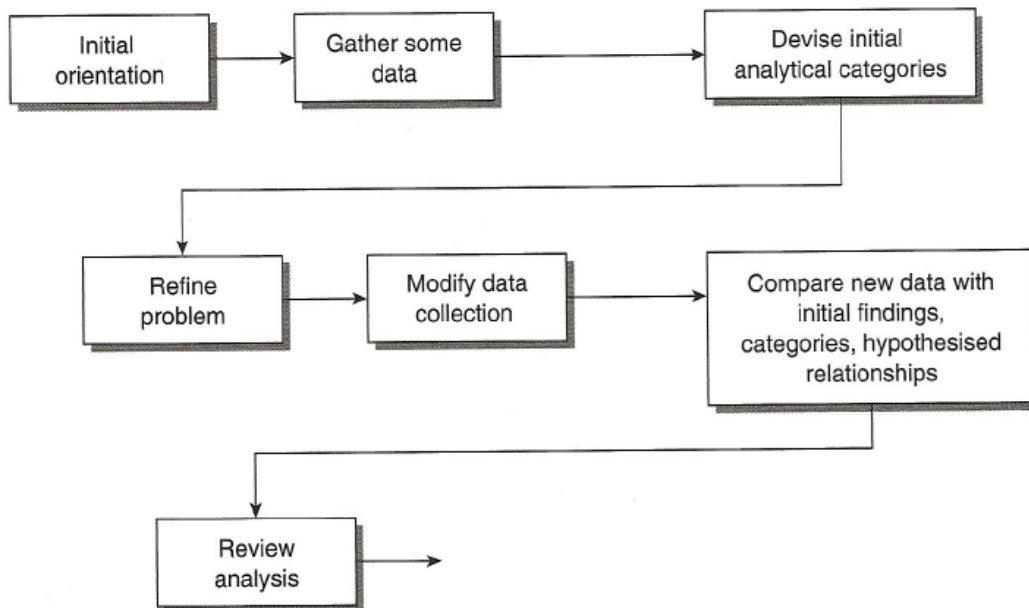 Initial
orientation
Gather some
data
Devise initial
analytical categories
Refine
problem
Modify data
collection
Compare new data with
initial findings,
categories, hypothesised
relationships
Review
analysis